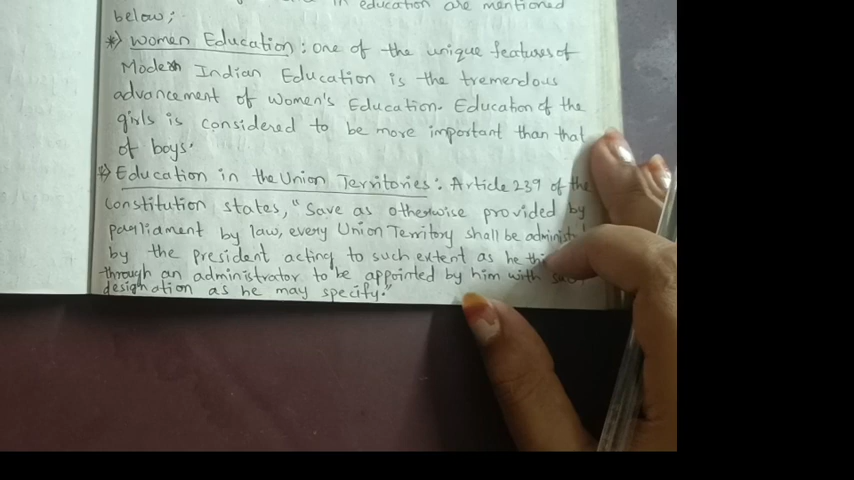 in education are mentioned
below;
*) Women Education: one of the unique features of
Modern Indian Education is the tremendous
advancement of Women's Education. Education of the
girls is considered to be more important than that
of boys.
*) Education in the Union Territories: Article 239 of the
Constitution states, "Save as otherwise provided by
parliament by law, every Union Territory shall be
by the president acting to such extent as he
through an administrator to be appointed by him with
designation as he may specify."